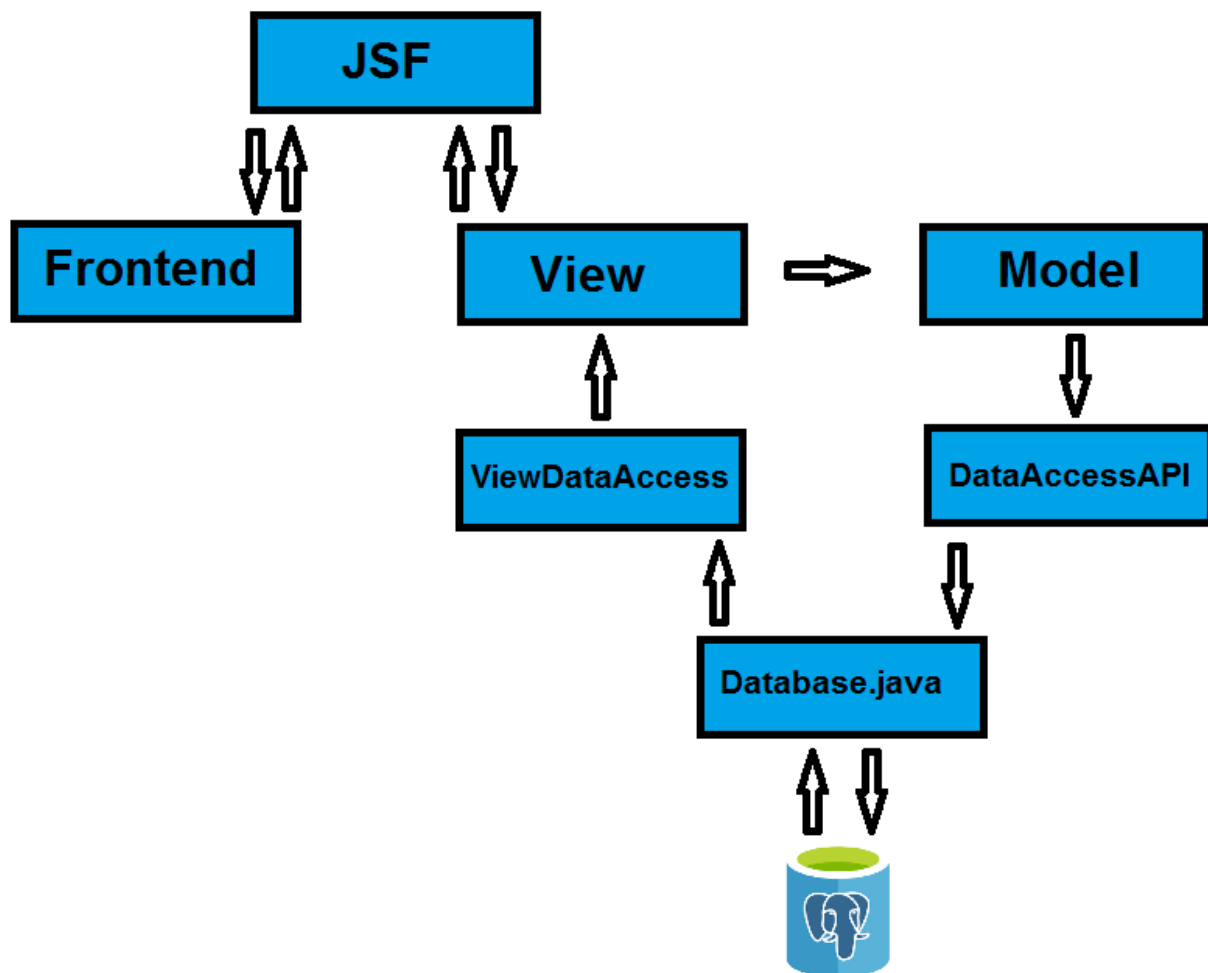 JSF
Frontend
View
Model
ViewDataAccess
DataAccessAPI
Database.java